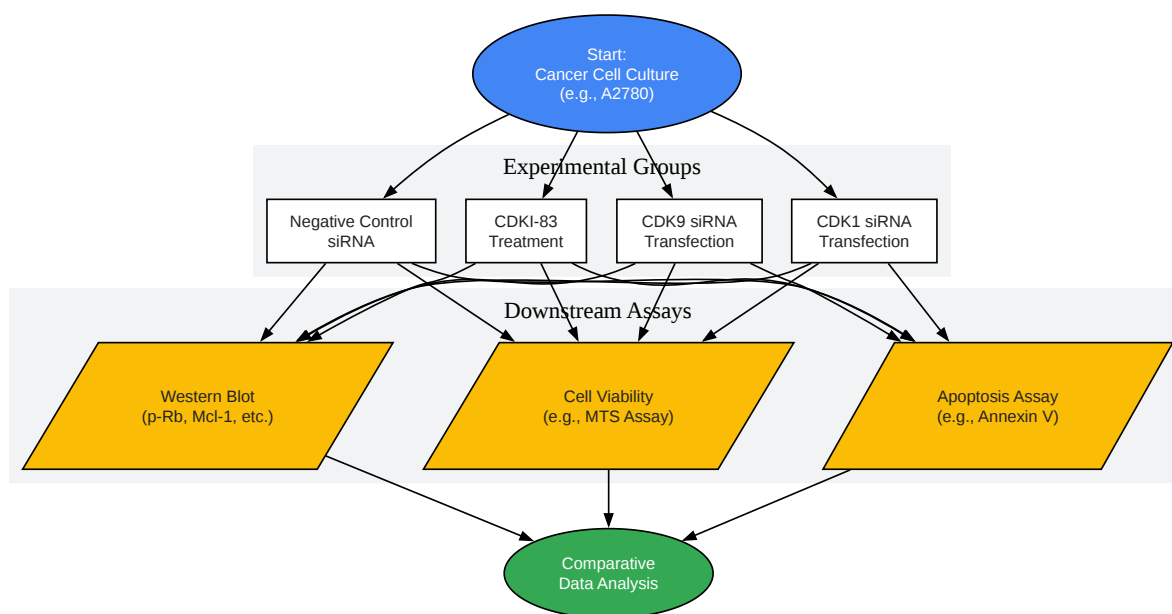 Start:
Cancer Cell Culture
(e.g., A2780)
Experimental Groups
Negative Control
siRNA
CDKI-83
Treatment
CDK9 siRNA
Transfection
CDK1 siRNA
Transfection
Downstream Assays
Western Blot
(p-Rb, Mcl-1, etc.)
Cell Viability
(e.g., MTS Assay)
Apoptosis Assay
(e.g., Annexin V)
Comparative
Data Analysis